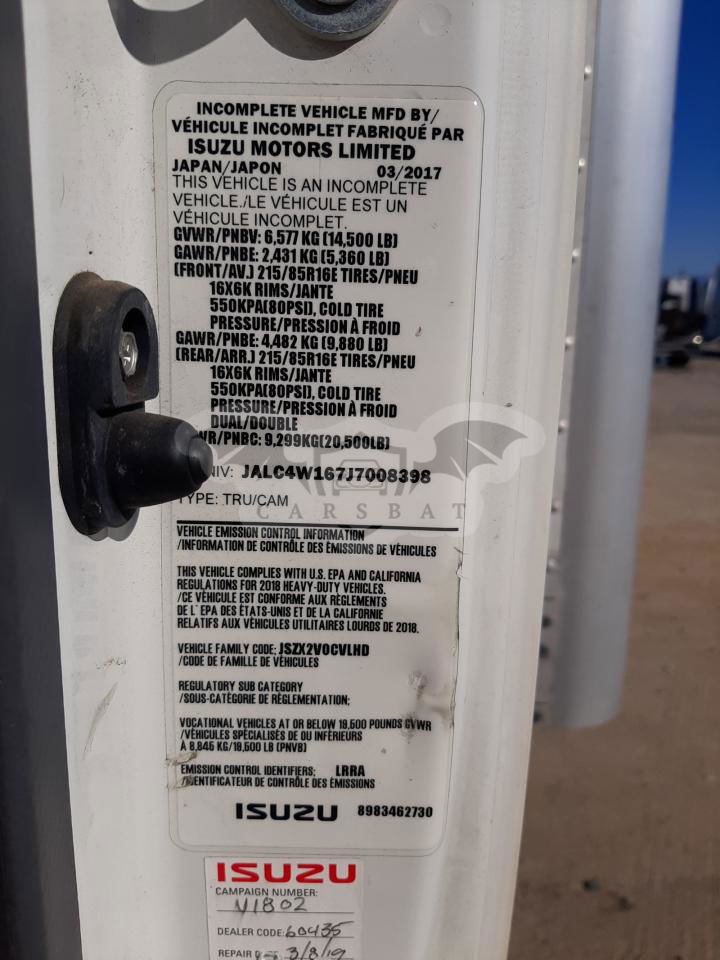 INCOMPLETE VEHICLE MFD BY/
VÉHICULE INCOMPLET FABRIQUÉ PAR
ISUZU MOTORS LIMITED
JAPAN/JAPON 03/2017
THIS VEHICLE IS AN INCOMPLETE
VEHICLE./LE VÉHICULE EST UN
VÉHICULE INCOMPLET.
GVWR/PNBV: 6,577 KG (14,500 LB)
GAWR/PNBE: 2,431 KG (5,360 LB)
(FRONT/AV.) 215/85R16E TIRES/PNEU
16X6K RIMS/JANTE
550KPA(80PSI), COLD TIRE
PRESSURE/PRESSION À FROID
GAWR/PNBE: 4,482 KG (9,880 LB)
(REAR/ARR.) 215/85R16E TIRES/PNEU
16X6K RIMS/JANTE
550KPA(80PSI), COLD TIRE
PRESSURE/PRESSION À FROID
DUAL/DOUBLE
WR/PNBC: 9,299KG(20,500LB)
NIV: JALC4W167J7008398
TYPE: TRU/CAM
CARSBAT
VEHICLE EMISSION CONTROL INFORMATION
/INFORMATION DE CONTRÔLE DES ÉMISSIONS DE VÉHICULES
THIS VEHICLE COMPLIES WITH U.S. EPA AND CALIFORNIA
REGULATIONS FOR 2018 HEAVY-DUTY VEHICLES.
/CE VÉHICULE EST CONFORME AUX RÈGLEMENTS
DE L'EPA DES ÉTATS-UNIS ET DE LA CALIFORNIE
RELATIFS AUX VÉHICULES UTILITAIRES LOURDS DE 2018.
VEHICLE FAMILY CODE: JSZX2VOCVLHD
/CODE DE FAMILLE DE VÉHICULES
REGULATORY SUB CATEGORY
/SOUS-CATÉGORIE DE RÈGLEMENTATION:
VOCATIONAL VEHICLES AT OR BELOW 19,500 POUNDS GVWR
/VÉHICULES SPÉCIALISÉS DE OU INFÉRIEURS
À 8,845 KG/19,500 LB (PNVB)
EMISSION CONTROL IDENTIFIERS: LRRA
/IDENTIFICATEUR DE CONTRÔLE DES ÉMISSIONS
ISUZU 8983462730
ISUZU
CAMPAIGN NUMBER:
V1802
DEALER CODE: 60435
REPAIR 3/8/19